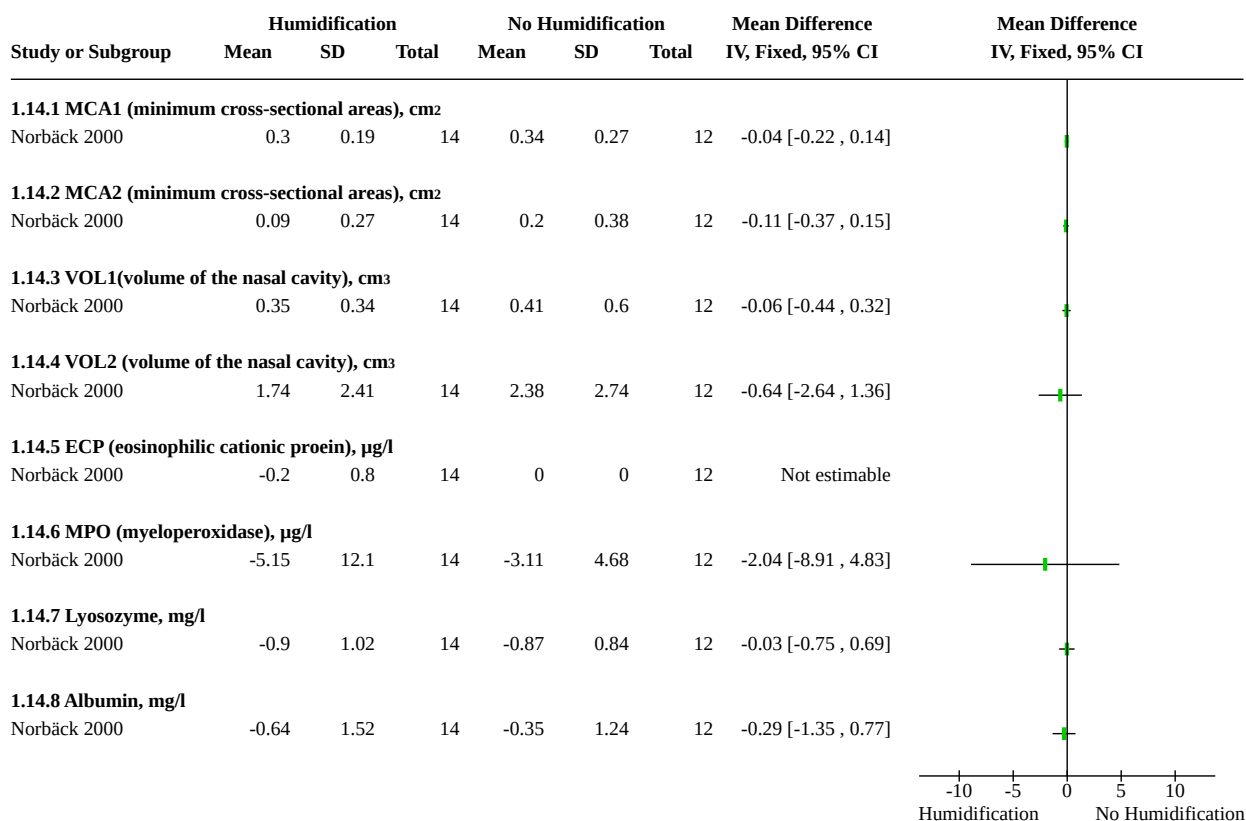 Humidification No Humidification Mean Difference Mean Difference
Study or Subgroup Mean SD Total Mean SD Total IV, Fixed, 95% CI IV, Fixed, 95% CI
1.14.1 MCA1 (minimum cross-sectional areas), cm2
Norbäck 2000 0.3 0.19 14 0.34 0.27 12 -0.04 [-0.22 , 0.14]
1.14.2 MCA2 (minimum cross-sectional areas), cm2
Norbäck 2000 0.09 0.27 14 0.2 0.38 12 -0.11 [-0.37 , 0.15]
1.14.3 VOL1(volume of the nasal cavity), cm3
Norbäck 2000 0.35 0.34 14 0.41 0.6 12 -0.06 [-0.44 , 0.32]
1.14.4 VOL2 (volume of the nasal cavity), cm3
Norbäck 2000 1.74 2.41 14 2.38 2.74 12 -0.64 [-2.64 , 1.36]
1.14.5 ECP (eosinophilic cationic proein), μg/l
Norbäck 2000 -0.2 0.8 14 0 0 12 Not estimable
1.14.6 MPO (myeloperoxidase), μg/l
Norbäck 2000 -5.15 12.1 14 -3.11 4.68 12 -2.04 [-8.91 , 4.83]
1.14.7 Lyosozyme, mg/l
Norbäck 2000 -0.9 1.02 14 -0.87 0.84 12 -0.03 [-0.75 , 0.69]
1.14.8 Albumin, mg/l
Norbäck 2000 -0.64 1.52 14 -0.35 1.24 12 -0.29 [-1.35 , 0.77]
-10 -5 0 5 10
Humidification No Humidification